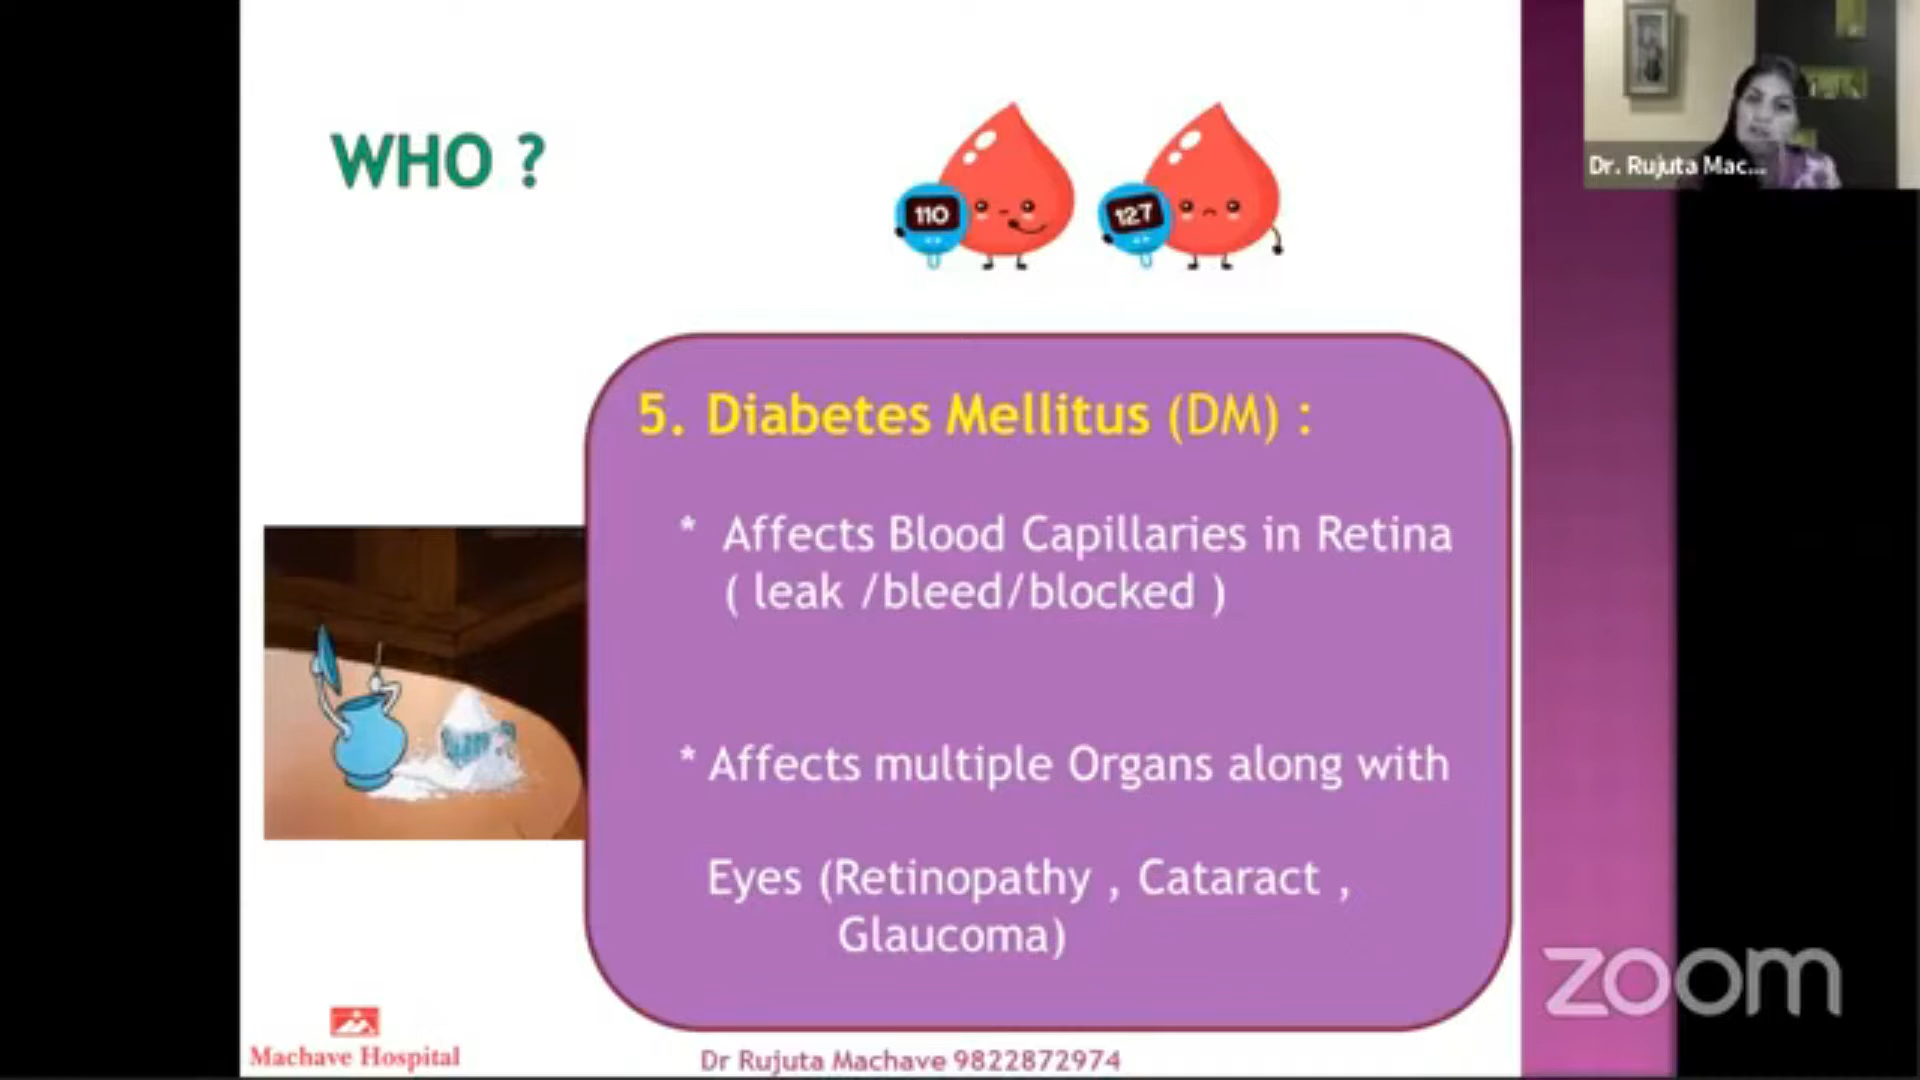 WHO ?
110
127
Dr. Rujuta Mac...
5. Diabetes Mellitus (DM) :
* Affects Blood Capillaries in Retina
( leak /bleed/blocked )
* Affects multiple Organs along with
Eyes (Retinopathy , Cataract ,
Glaucoma)
zoom
Machave Hospital
Dr Rujuta Machave 9822872974